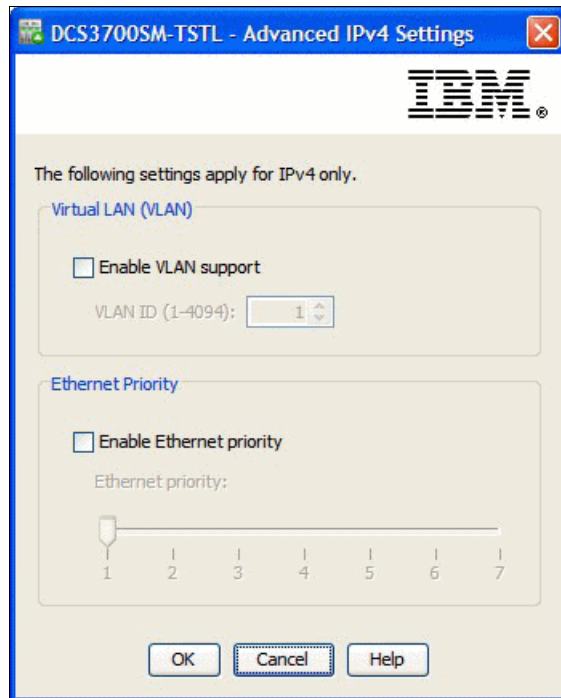 DCS3700SM-TSTL - Advanced IPv4 Settings
IBM®
The following settings apply for IPv4 only.
Virtual LAN (VLAN)
Enable VLAN support
VLAN ID (1-4094): 1
Ethernet Priority
Enable Ethernet priority
Ethernet priority:
1 2 3 4 5 6 7
OK Cancel Help